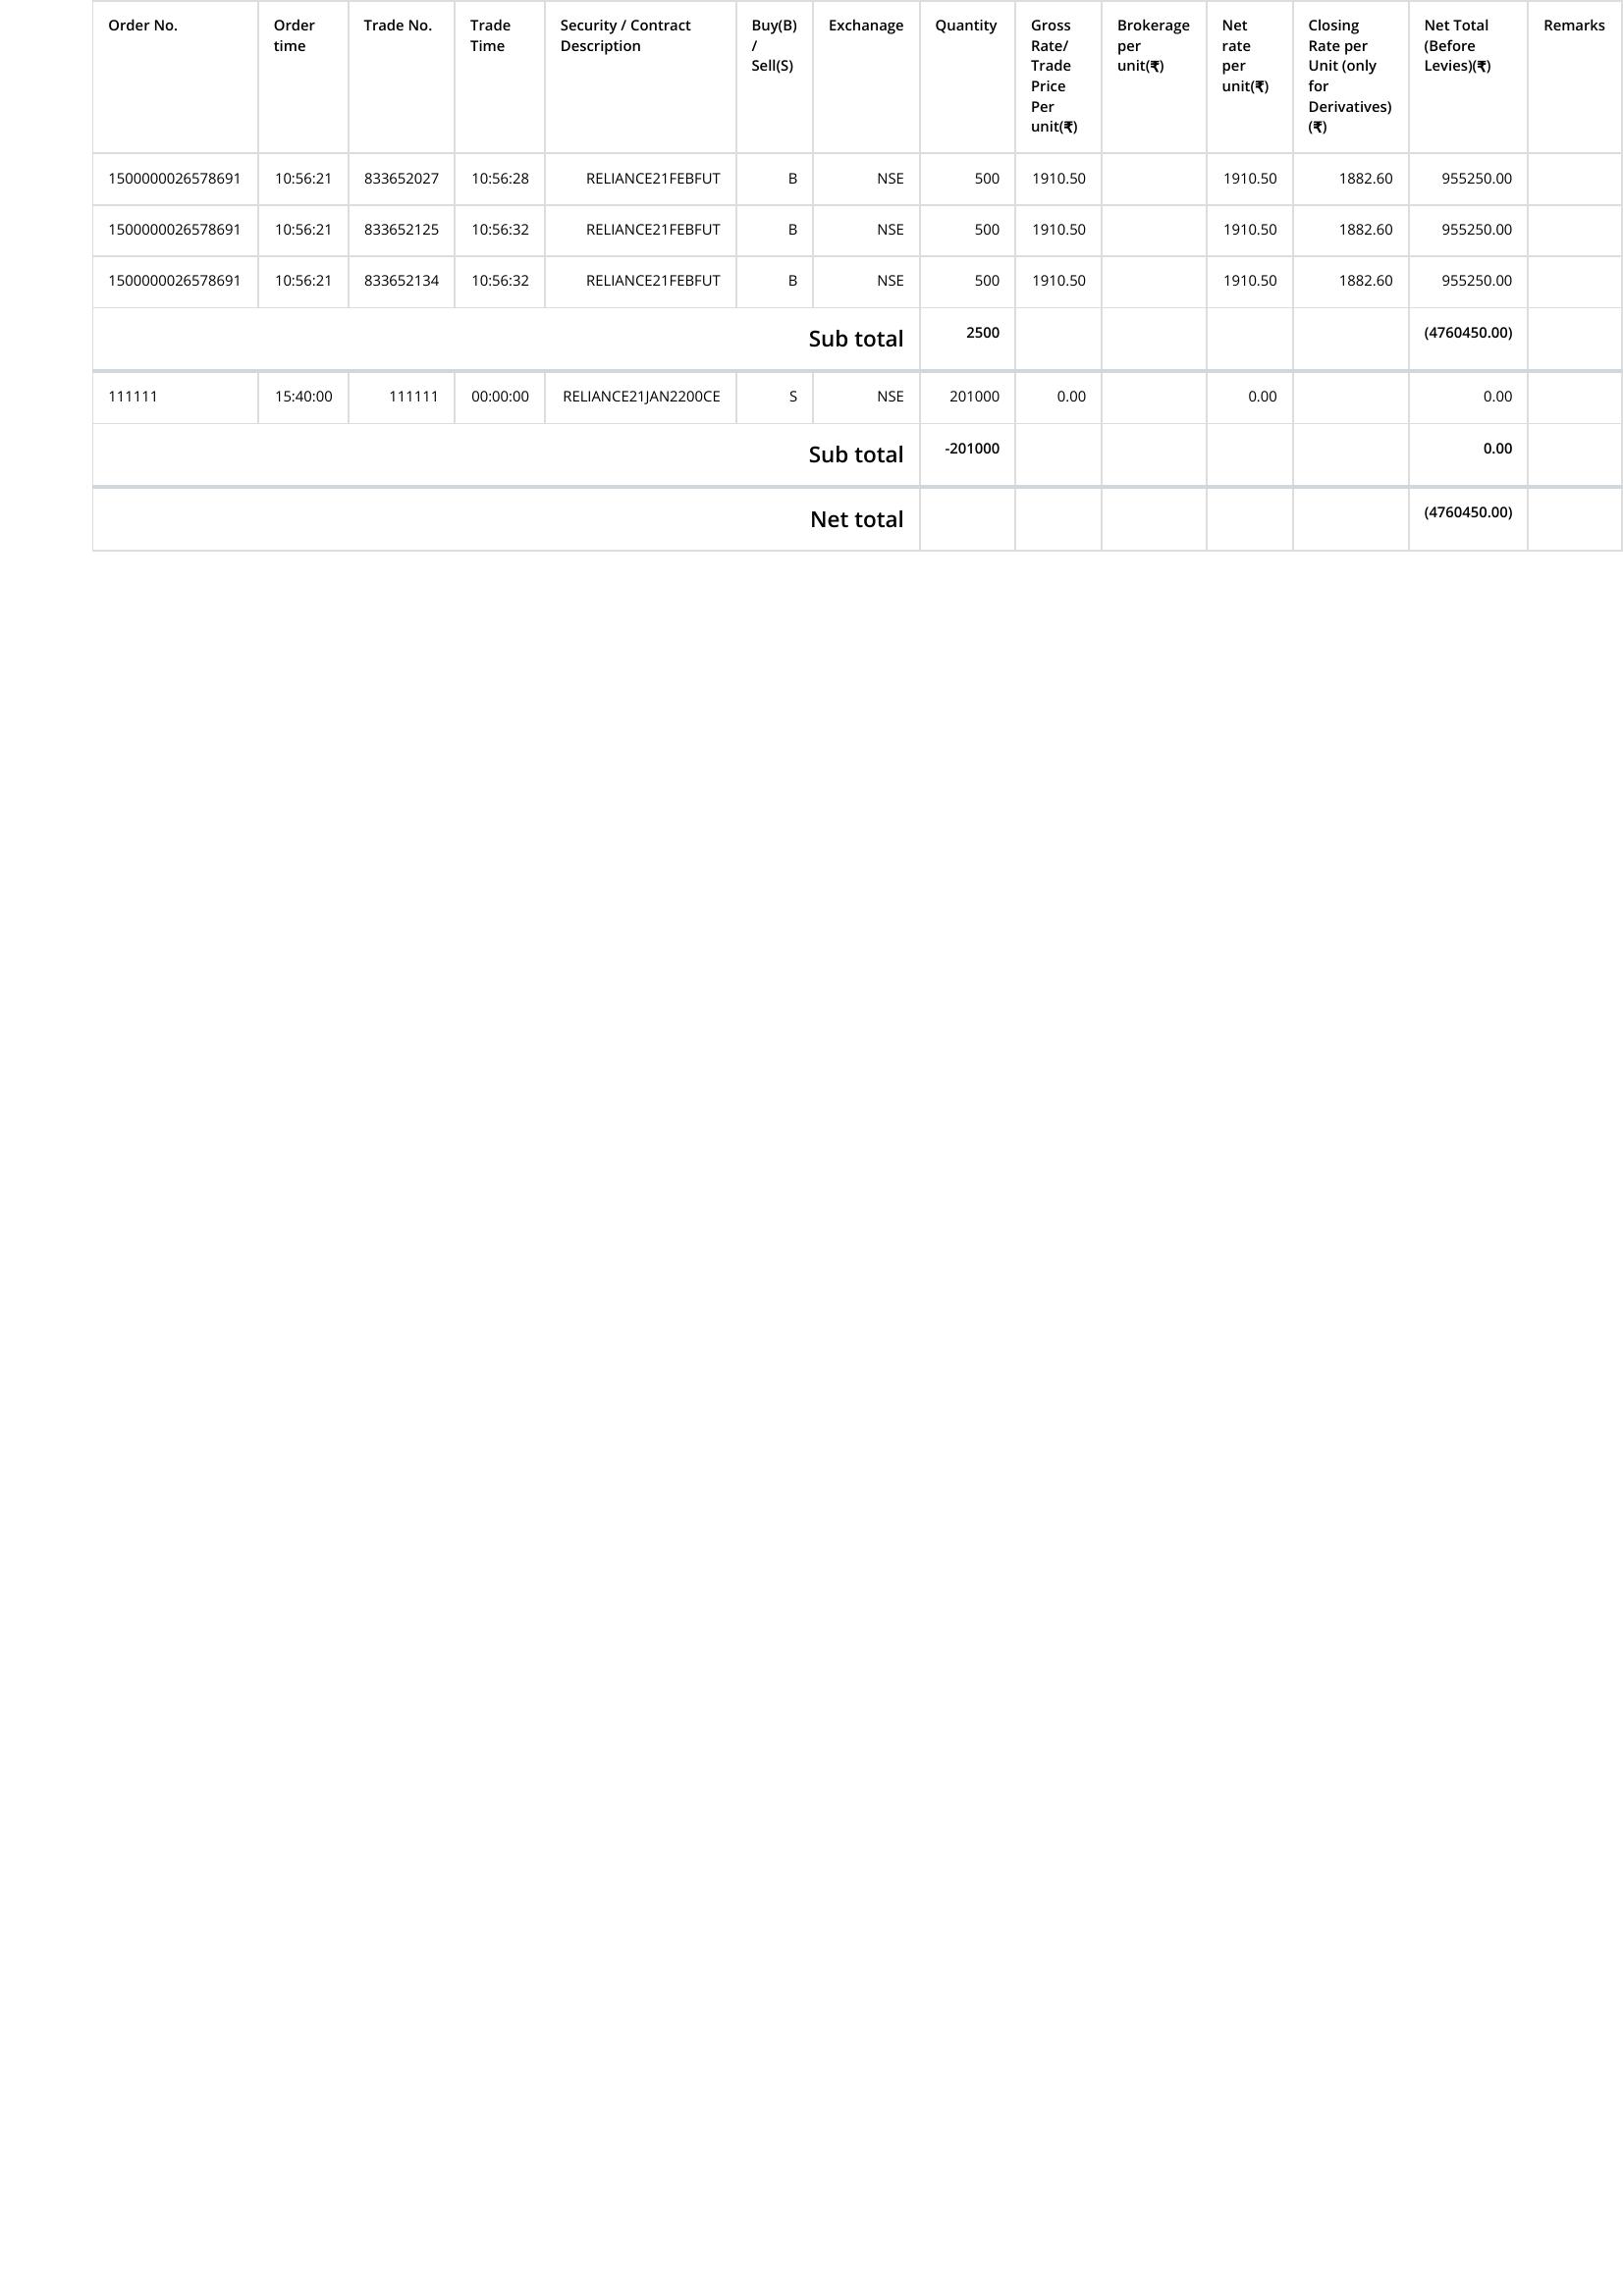 Order No. Order time Trade No. Trade Time Security / Contract Description Buy(B) / Sell(S) Exchanage Quantity Gross Rate/ Trade Price Per unit(₹) Brokerage per unit(₹) Net rate per unit(₹) Closing Rate per Unit (only for Derivatives) (₹) Net Total (Before Levies)(₹) Remarks
1500000026578691 10:56:21 833652027 10:56:28 RELIANCE21FEBFUT B NSE 500 1910.50 1910.50 1882.60 955250.00
1500000026578691 10:56:21 833652125 10:56:32 RELIANCE21FEBFUT B NSE 500 1910.50 1910.50 1882.60 955250.00
1500000026578691 10:56:21 833652134 10:56:32 RELIANCE21FEBFUT B NSE 500 1910.50 1910.50 1882.60 955250.00
Sub total 2500 (4760450.00)
111111 15:40:00 111111 00:00:00 RELIANCE21JAN2200CE S NSE 201000 0.00 0.00 0.00
Sub total -201000 0.00
Net total (4760450.00)